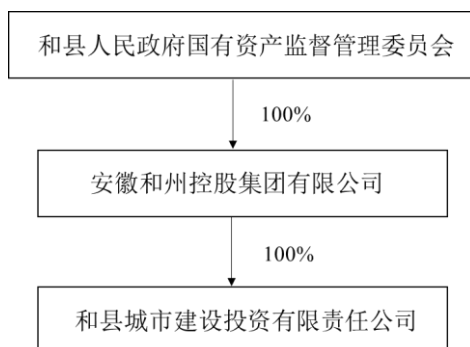 和县人民政府国有资产监督管理委员会
100%
安徽和州控股集团有限公司
100%
和县城市建设投资有限责任公司